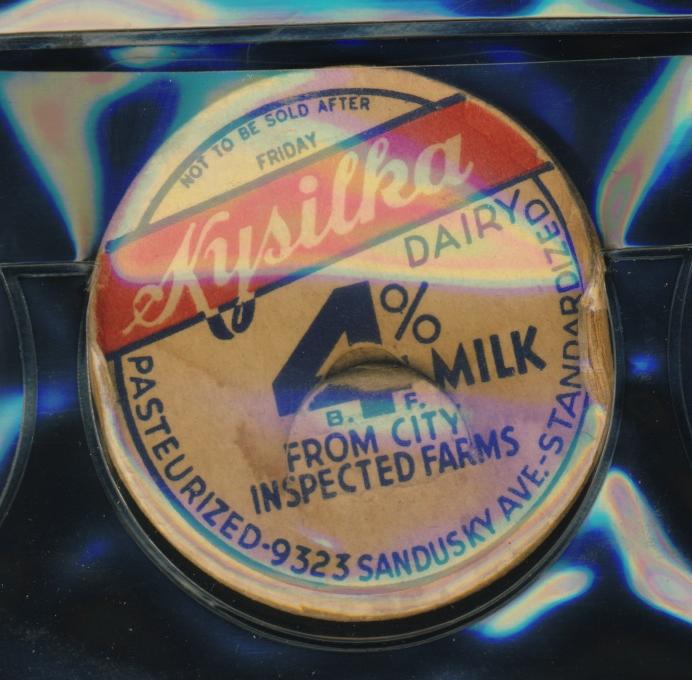 NOT TO BE SOLD AFTER
FRIDAY
Kysilka
DAIRY
4%
MILK
B. F.
FROM CITY
INSPECTED FARMS
PASTEURIZED-9323 SANDUSKY AVE.-STANDARDIZED